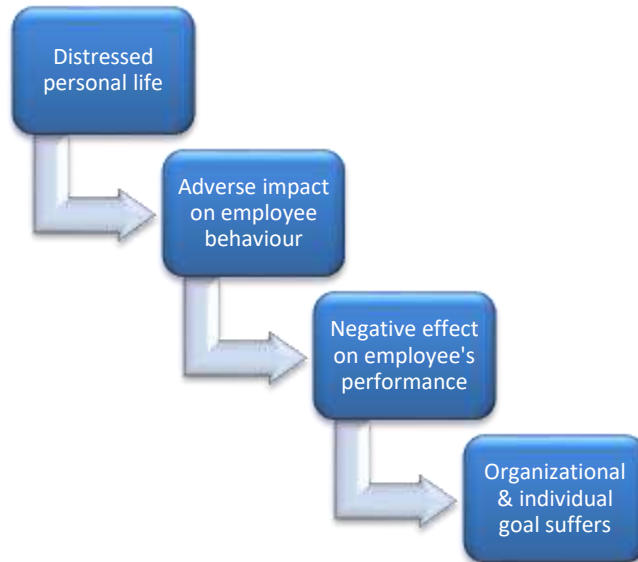 Distressed
personal life
Adverse impact
on employee
behaviour
Negative effect
on employee's
performance
Organizational
& individual
goal suffers